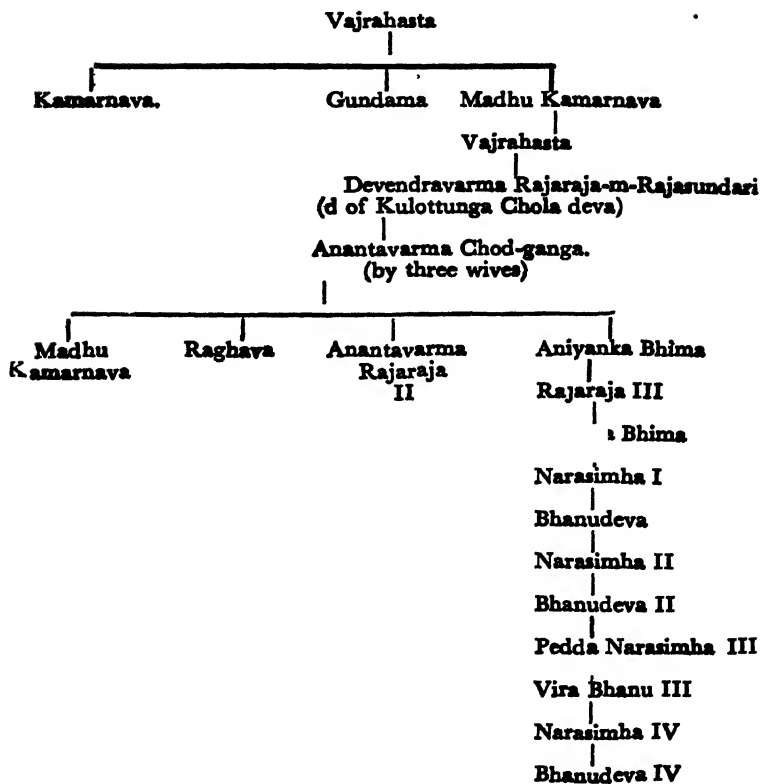 Vajrahasta
Kamarnava. Gundama Madhu Kamarnava
Vajrahasta
Devendravarma Rajaraja-m-Rajasundari
(d of Kulottunga Chola deva)
Anantavarma Chod-ganga.
(by three wives)
Madhu Kamarnava
Raghava
Anantavarma Rajaraja II
Aniyanka Bhima
Rajaraja III
Bhima
Narasimha I
Bhanudeva
Narasimha II
Bhanudeva II
Pedda Narasimha III
Vira Bhanu III
Narasimha IV
Bhanudeva IV